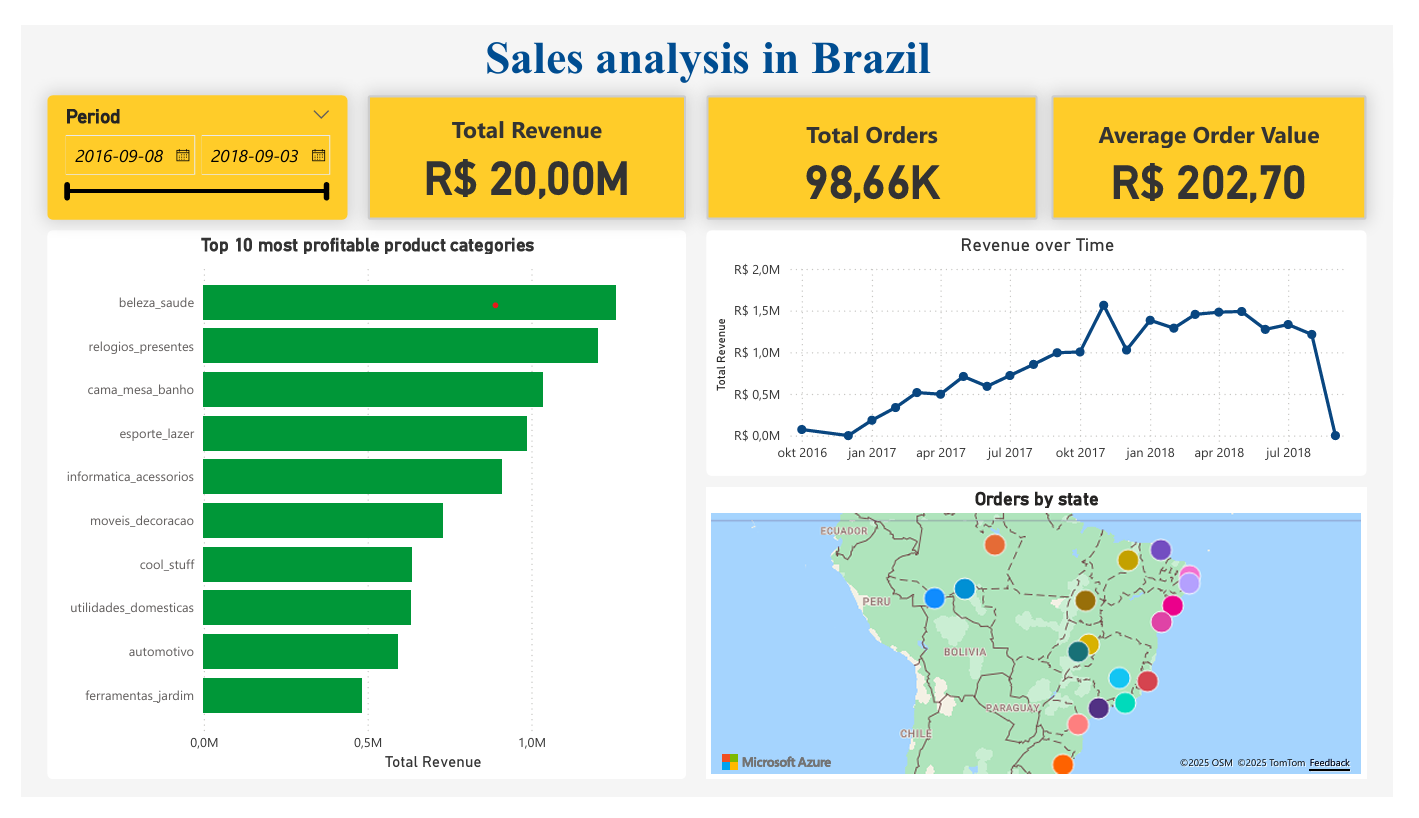 Sales analysis in Brazil
Period
2016-09-08
2018-09-03
Total Revenue
R$ 20,00M
Total Orders
98,66K
Average Order Value
R$ 202,70
Top 10 most profitable product categories
beleza_saude
relogios_presentes
cama_mesa_banho
esporte_lazer
informatica_acessorios
moveis_decoracao
cool_stuff
utilidades_domesticas
automotivo
ferramentas_jardim
0,0M
0,5M
1,0M
Total Revenue
Revenue over Time
Total Revenue
R$ 2,0M
R$ 1,5M
R$ 1,0M
R$ 0,5M
R$ 0,0M
okt 2016
jan 2017
apr 2017
jul 2017
okt 2017
jan 2018
apr 2018
jul 2018
Orders by state
ECUADOR
PERU
BOLIVIA
PARAGUAY
CHILE
Microsoft Azure
©2025 OSM ©2025 TomTom Feedback